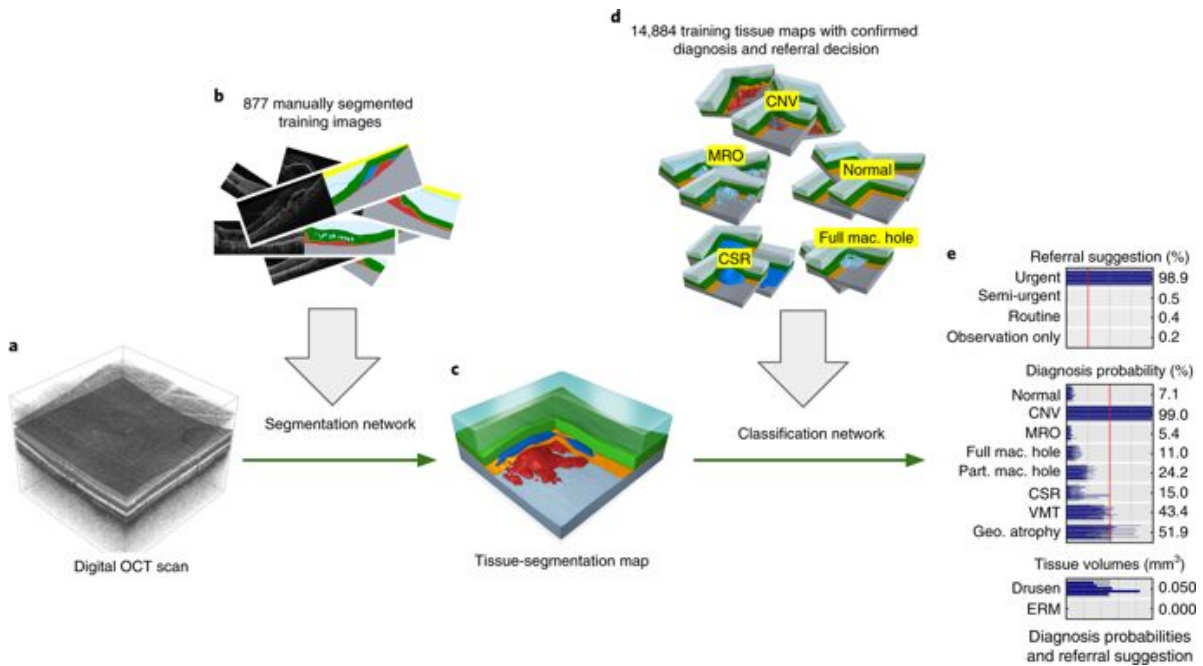 a
Digital OCT scan
b
877 manually segmented
training images
Segmentation network
c
Tissue-segmentation map
d
14,884 training tissue maps with confirmed
diagnosis and referral decision
CNV
MRO
Normal
CSR
Full mac. hole
Classification network
e
Referral suggestion (%)
Urgent 98.9
Semi-urgent 0.5
Routine 0.4
Observation only 0.2
Diagnosis probability (%)
Normal 7.1
CNV 99.0
MRO 5.4
Full mac. hole 11.0
Part. mac. hole 24.2
CSR 15.0
VMT 43.4
Geo. atrophy 51.9
Tissue volumes (mm³)
Drusen 0.050
ERM 0.000
Diagnosis probabilities
and referral suggestion